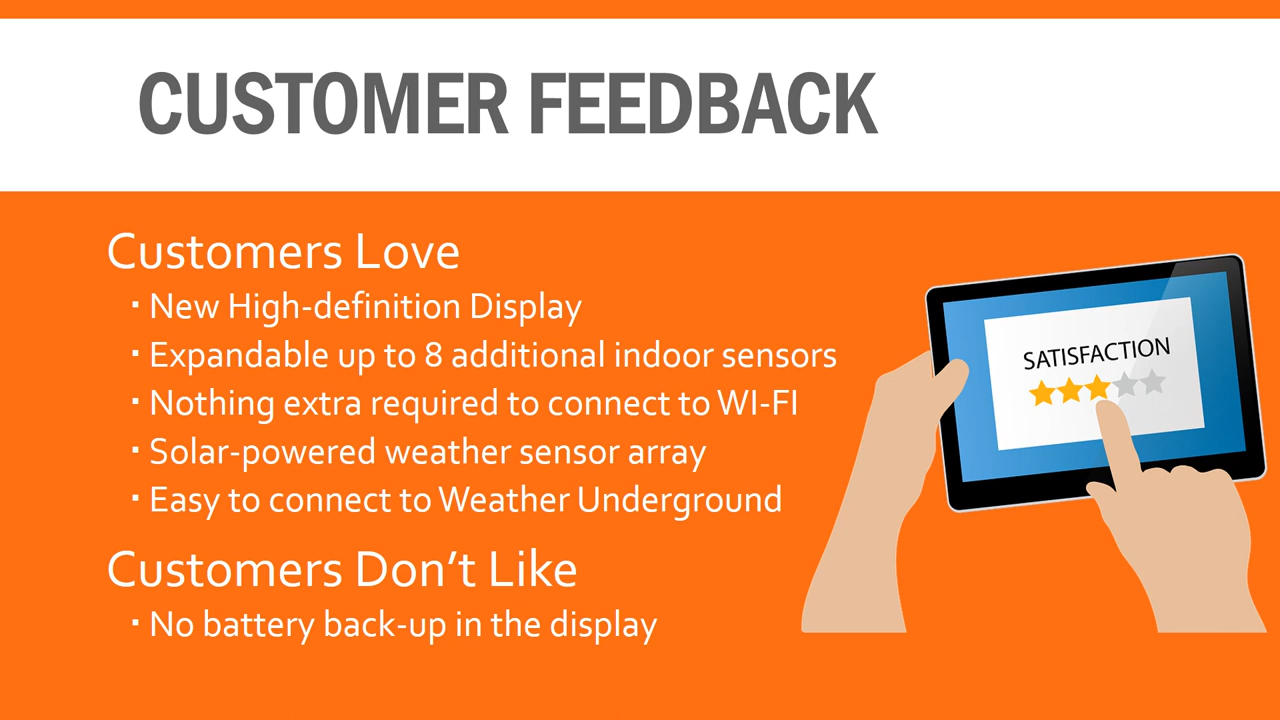 CUSTOMER FEEDBACK
Customers Love
▪ New High-definition Display
▪ Expandable up to 8 additional indoor sensors
▪ Nothing extra required to connect to WI-FI
▪ Solar-powered weather sensor array
▪ Easy to connect to Weather Underground
Customers Don’t Like
▪ No battery back-up in the display
SATISFACTION